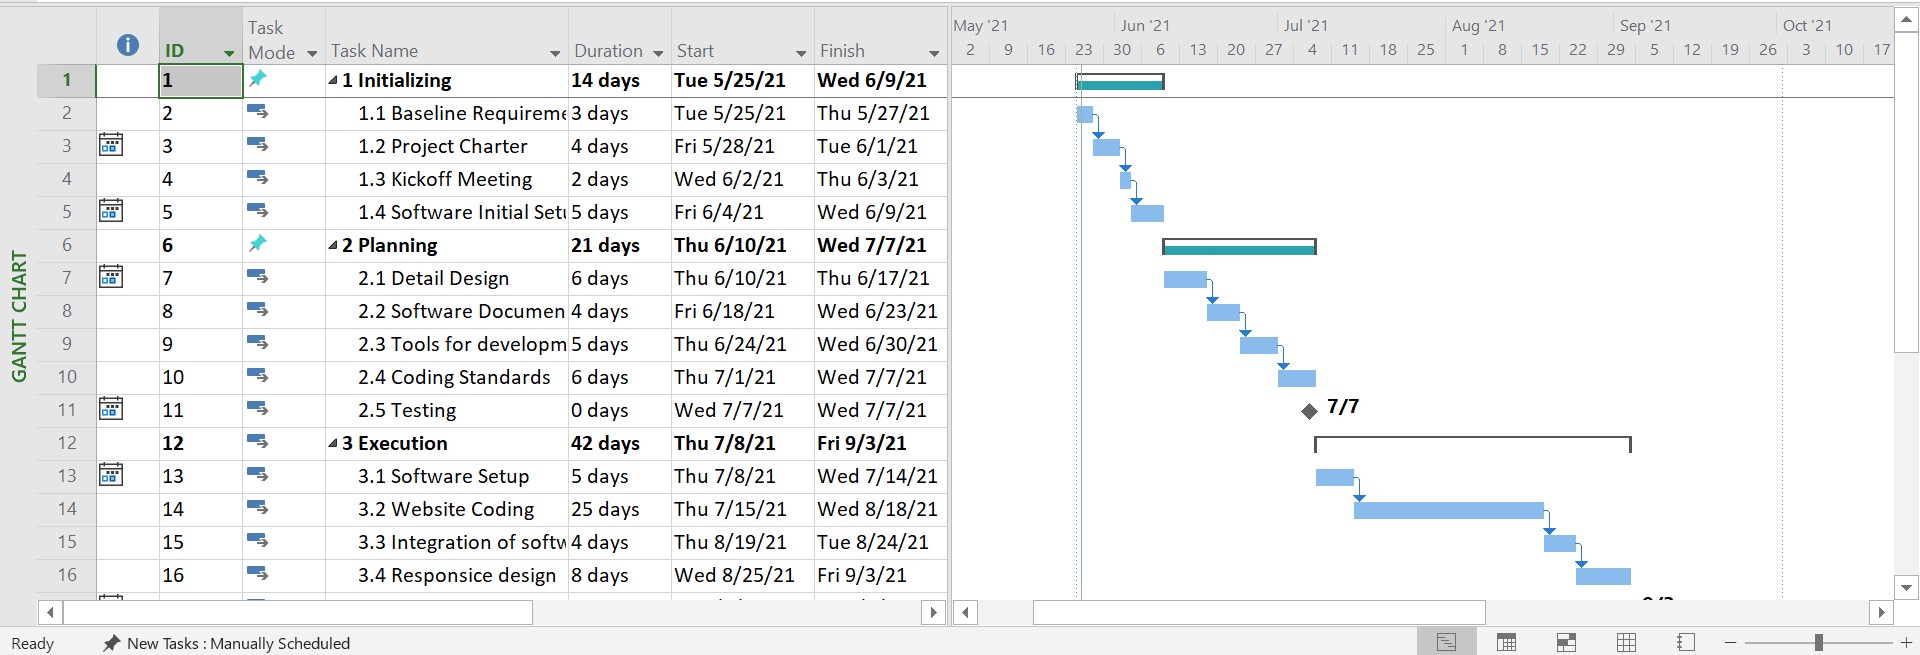 Task
Mode
ID
Task Name
Duration
Start
Finish
May '21
Jun '21
Jul '21
Aug '21
Sep '21
Oct '21
2 9 16 23 30 6 13 20 27 4 11 18 25 1 8 15 22 29 5 12 19 26 3 10 17
GANTT CHART
1 1 1 Initializing 14 days Tue 5/25/21 Wed 6/9/21
2 2 1.1 Baseline Requireme 3 days Tue 5/25/21 Thu 5/27/21
3 3 1.2 Project Charter 4 days Fri 5/28/21 Tue 6/1/21
4 4 1.3 Kickoff Meeting 2 days Wed 6/2/21 Thu 6/3/21
5 5 1.4 Software Initial Setu 5 days Fri 6/4/21 Wed 6/9/21
6 6 2 Planning 21 days Thu 6/10/21 Wed 7/7/21
7 7 2.1 Detail Design 6 days Thu 6/10/21 Thu 6/17/21
8 8 2.2 Software Documen 4 days Fri 6/18/21 Wed 6/23/21
9 9 2.3 Tools for developm 5 days Thu 6/24/21 Wed 6/30/21
10 10 2.4 Coding Standards 6 days Thu 7/1/21 Wed 7/7/21
11 11 2.5 Testing 0 days Wed 7/7/21 Wed 7/7/21 7/7
12 12 3 Execution 42 days Thu 7/8/21 Fri 9/3/21
13 13 3.1 Software Setup 5 days Thu 7/8/21 Wed 7/14/21
14 14 3.2 Website Coding 25 days Thu 7/15/21 Wed 8/18/21
15 15 3.3 Integration of softw 4 days Thu 8/19/21 Tue 8/24/21
16 16 3.4 Responsice design 8 days Wed 8/25/21 Fri 9/3/21
Ready
New Tasks : Manually Scheduled